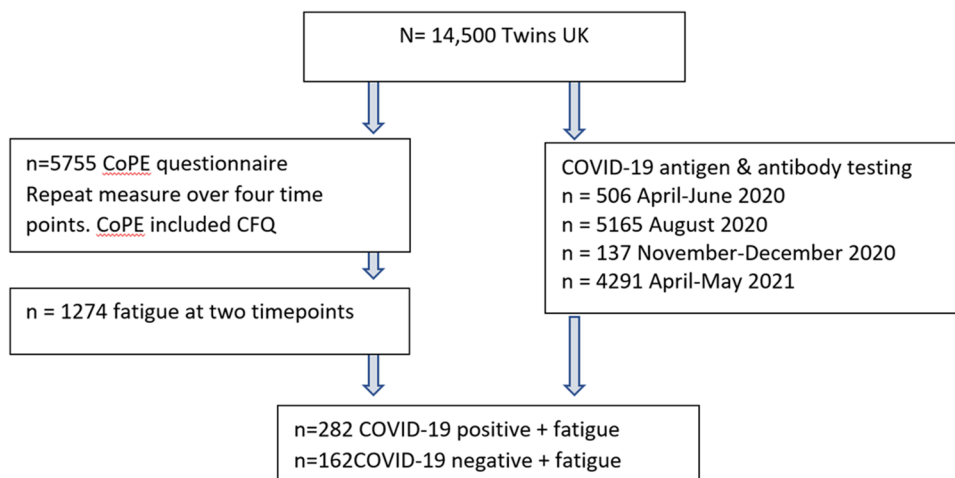 N= 14,500 Twins UK
n=5755 CoPE questionnaire
Repeat measure over four time
points. CoPE included CFQ
COVID-19 antigen & antibody testing
n = 506 April-June 2020
n = 5165 August 2020
n = 137 November-December 2020
n = 4291 April-May 2021
n = 1274 fatigue at two timepoints
n=282 COVID-19 positive + fatigue
n=162COVID-19 negative + fatigue